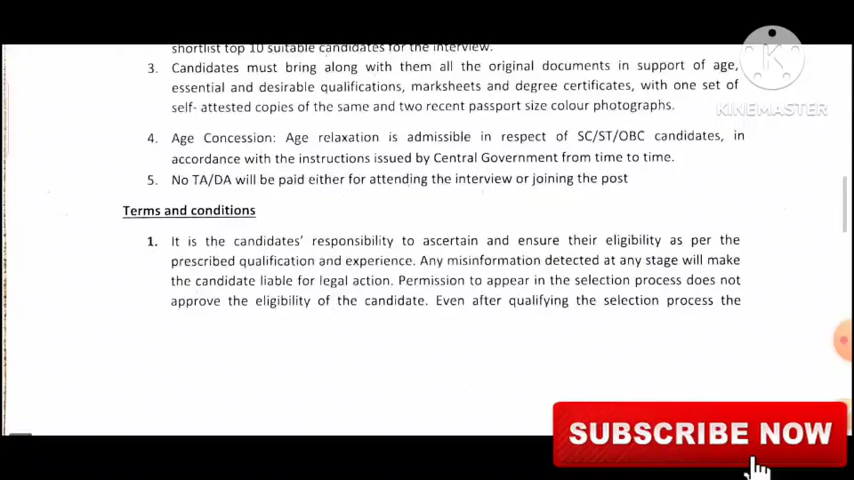 shortlist top 10 suitable candidates for the interview.
3. Candidates must bring along with them all the original documents in support of age,
essential and desirable qualifications, marksheets and degree certificates, with one set of
self- attested copies of the same and two recent passport size colour photographs.
4. Age Concession: Age relaxation is admissible in respect of SC/ST/OBC candidates, in
accordance with the instructions issued by Central Government from time to time.
5. No TA/DA will be paid either for attending the interview or joining the post
Terms and conditions
1. It is the candidates' responsibility to ascertain and ensure their eligibility as per the
prescribed qualification and experience. Any misinformation detected at any stage will make
the candidate liable for legal action. Permission to appear in the selection process does not
approve the eligibility of the candidate. Even after qualifying the selection process the
K
KINEMASTER
SUBSCRIBE NOW